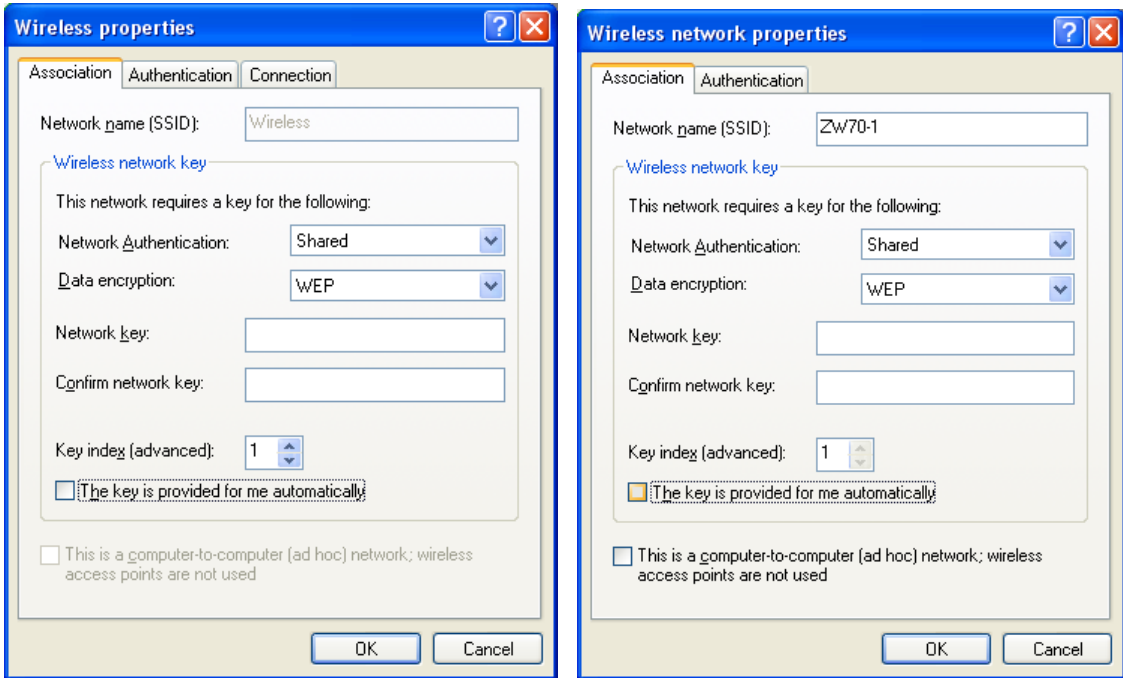 Wireless properties
?
Association Authentication Connection
Network name (SSID): Wireless
Wireless network key
This network requires a key for the following:
Network Authentication: Shared
Data encryption: WEP
Network key:
Confirm network key:
Key index (advanced): 1
The key is provided for me automatically
This is a computer-to-computer (ad hoc) network; wireless
access points are not used
OK Cancel
Wireless network properties
?
Association Authentication
Network name (SSID): ZW70-1
Wireless network key
This network requires a key for the following:
Network Authentication: Shared
Data encryption: WEP
Network key:
Confirm network key:
Key index (advanced): 1
The key is provided for me automatically
This is a computer-to-computer (ad hoc) network; wireless
access points are not used
OK Cancel